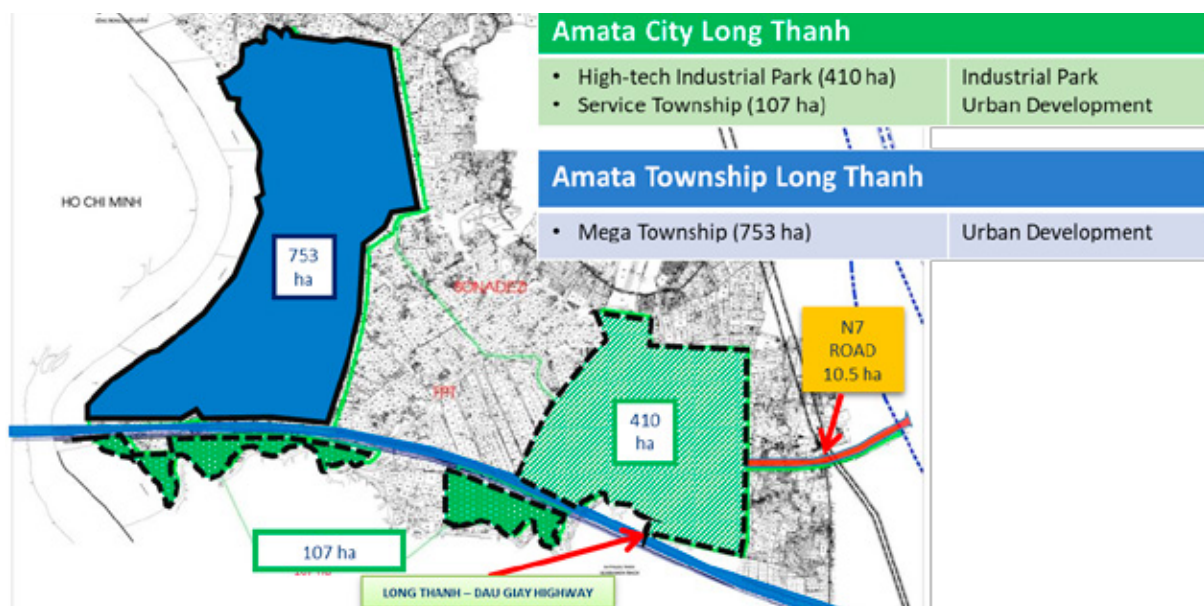 Amata City Long Thanh
• High-tech Industrial Park (410 ha)
Industrial Park
• Service Township (107 ha)
Urban Development
Amata Township Long Thanh
• Mega Township (753 ha)
Urban Development
HO CHI MINH
753
ha
SONADEZI
FPT
N7
ROAD
10.5 ha
410
ha
107 ha
LONG THANH – DAU GIAY HIGHWAY